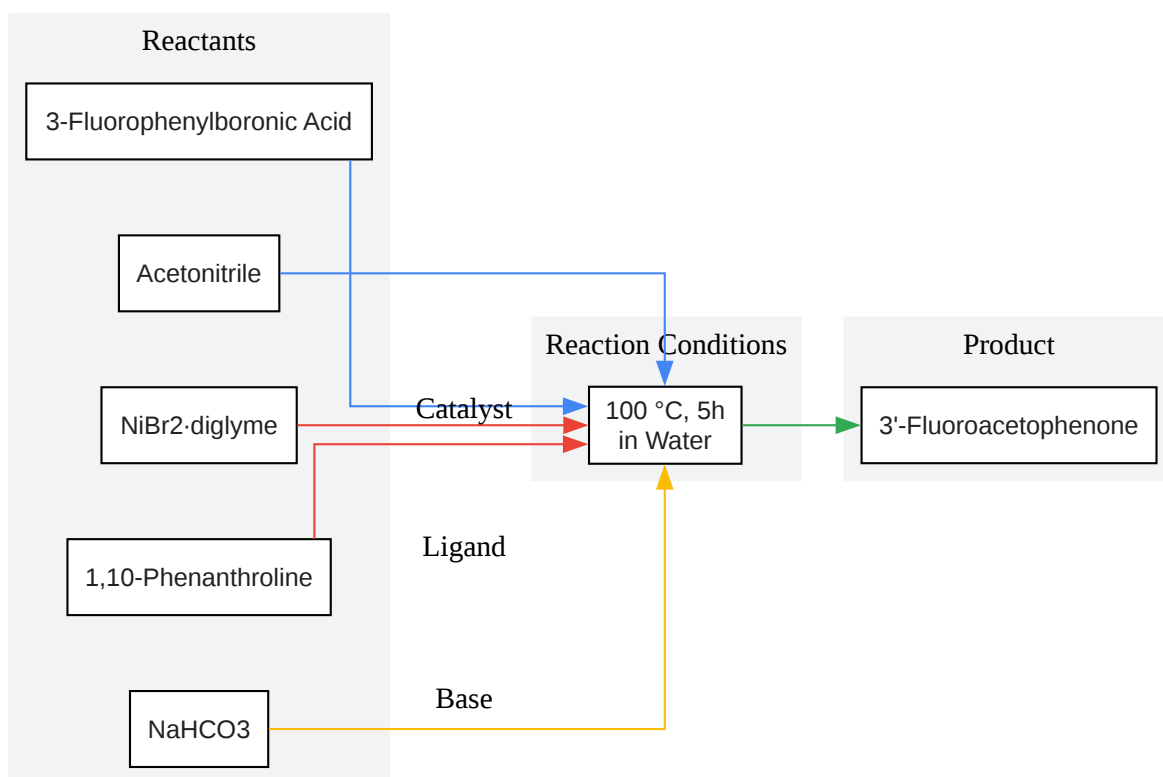 Reactants
3-Fluorophenylboronic Acid
Acetonitrile
NiBr2·diglyme
1,10-Phenanthroline
NaHCO3
Catalyst
Ligand
Base
Reaction Conditions
100 °C, 5h
in Water
Product
3'-Fluoroacetophenone